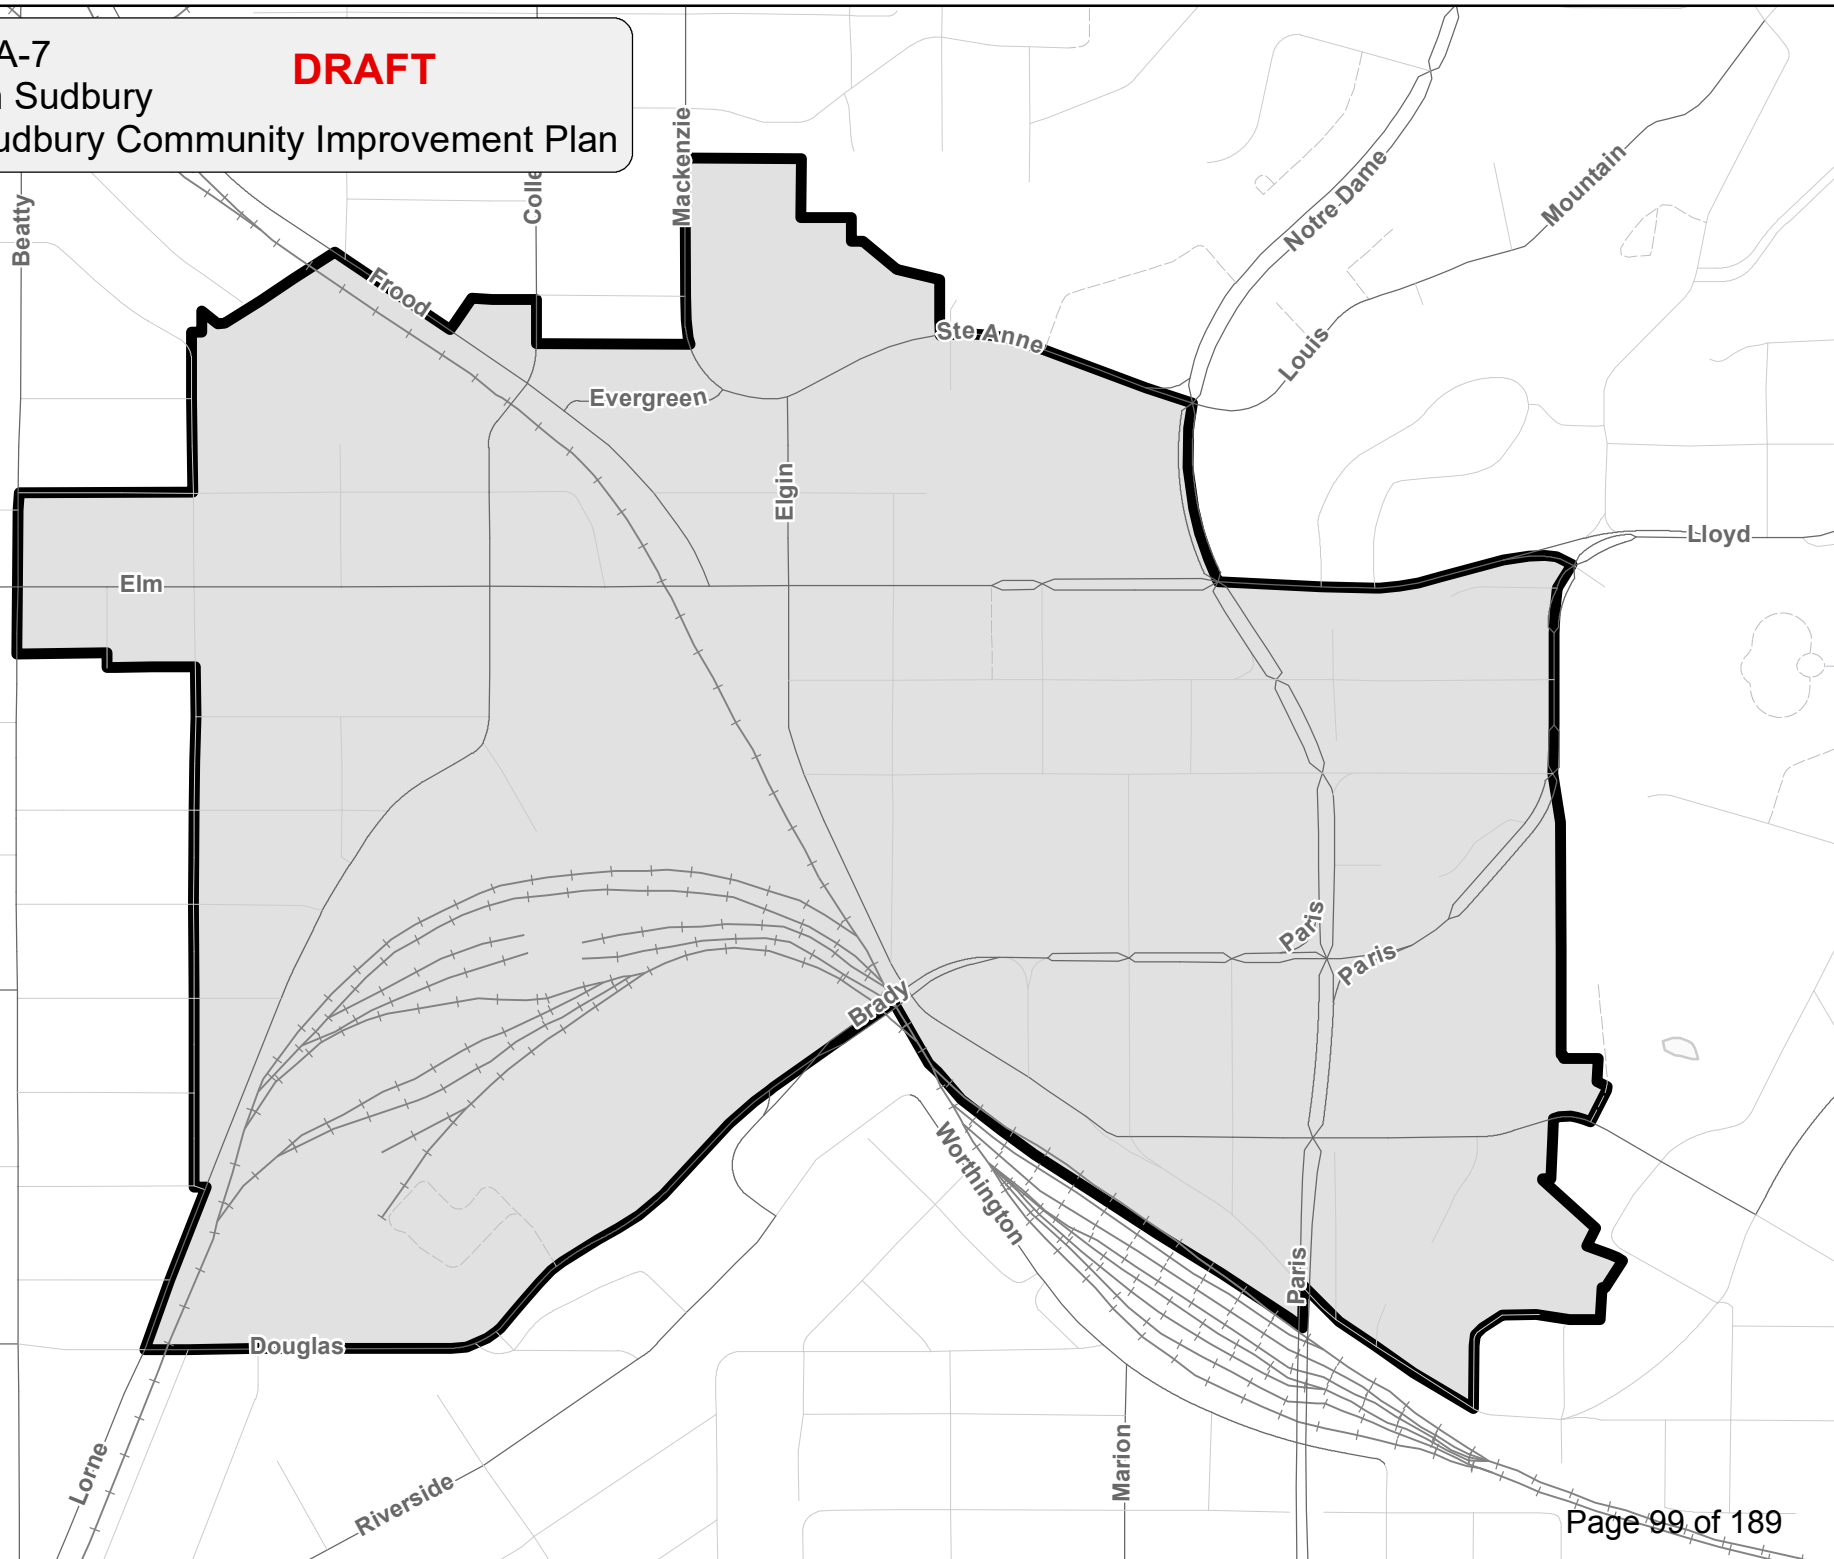 A-7
DRAFT
Sudbury
udbury Community Improvement Plan
Beatty
Colle
Mackenzie
Notre Dame
Mountain
Frood
Ste Anne
Louis
Evergreen
Elgin
Lloyd
Elm
Paris
Paris
Brady
Worthington
Paris
Douglas
Marion
Lorne
Riverside
Page 99 of 189